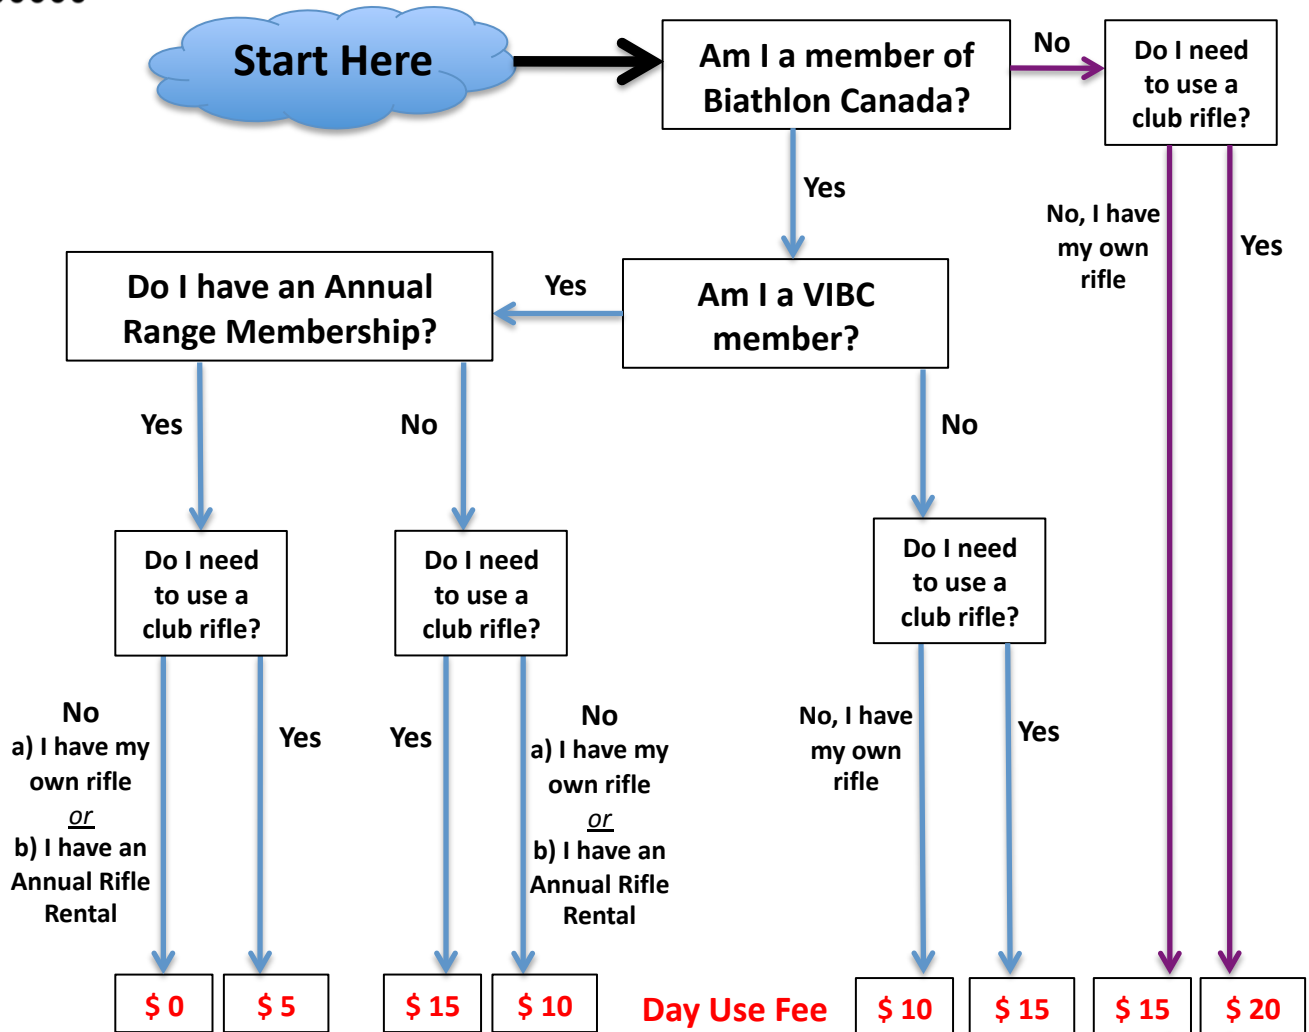 Start Here
Am I a member of
Biathlon Canada?
No
Do I need
to use a
club rifle?
Yes
No, I have
my own
rifle
Yes
Do I have an Annual
Range Membership?
Yes
Am I a VIBC
member?
Yes
No
No
Do I need
to use a
club rifle?
Do I need
to use a
club rifle?
Do I need
to use a
club rifle?
No
a) I have my
own rifle
or
b) I have an
Annual Rifle
Rental
Yes
Yes
No
a) I have my
own rifle
or
b) I have an
Annual Rifle
Rental
No, I have
my own
rifle
Yes
$ 0
$ 5
$ 15
$ 10
Day Use Fee
$ 10
$ 15
$ 15
$ 20